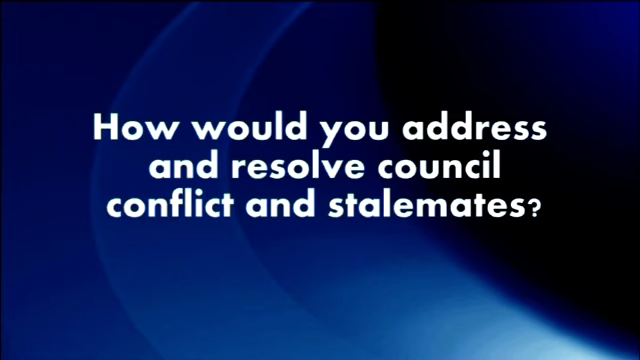 How would you address
and resolve council
conflict and stalemates?